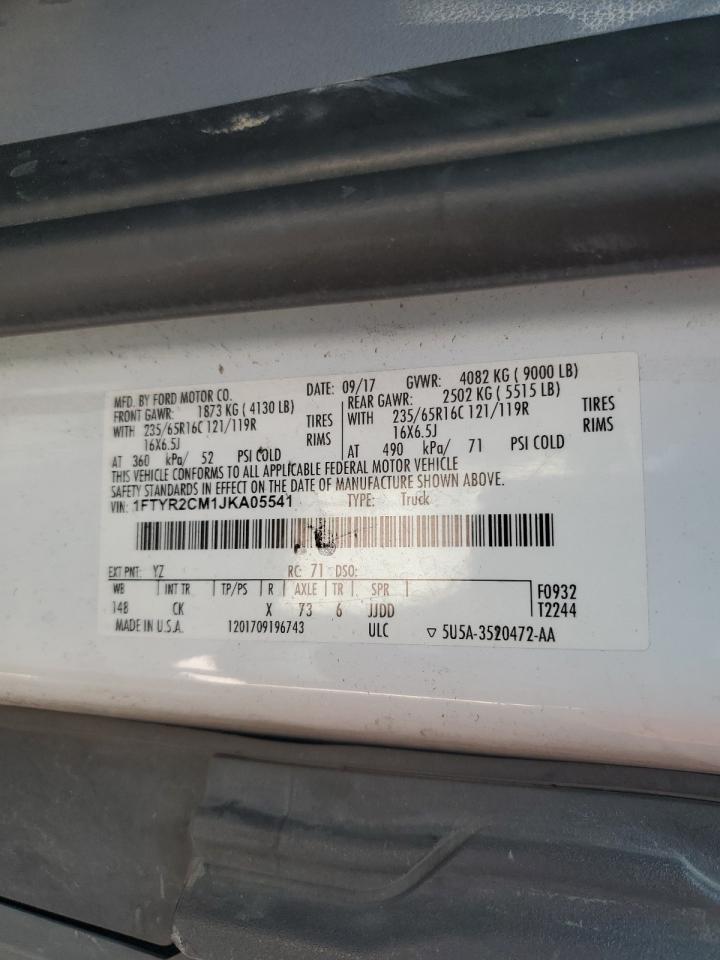 MFD. BY FORD MOTOR CO. DATE: 09/17 GVWR: 4082 KG ( 9000 LB)
FRONT GAWR: 1873 KG ( 4130 LB) REAR GAWR: 2502 KG ( 5515 LB)
WITH 235/65R16C 121/119R TIRES WITH 235/65R16C 121/119R TIRES
16X6.5J RIMS 16X6.5J RIMS
AT 360 kPa/ 52 PSI COLD AT 490 kPa/ 71 PSI COLD
THIS VEHICLE CONFORMS TO ALL APPLICABLE FEDERAL MOTOR VEHICLE
SAFETY STANDARDS IN EFFECT ON THE DATE OF MANUFACTURE SHOWN ABOVE.
VIN: 1FTYR2CM1JKA05541 TYPE: Truck
EXT PNT: YZ RC: 71 DSO:
WB INT TR TP/PS R AXLE TR SPR F0932
148 CK X 73 6 JJDD T2244
MADE IN U.S.A. 1201709196743 ULC ▽ 5U5A-3520472-AA